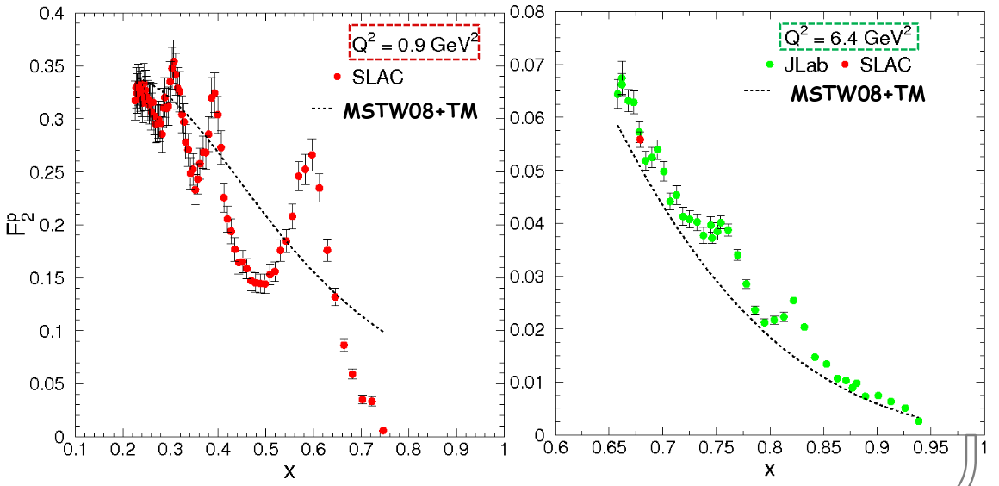 0.4
0.35
0.3
0.25
0.2
0.15
0.1
0.05
0
F₂ᵖ
Q² = 0.9 GeV²
SLAC
MSTW08+TM
0.1 0.2 0.3 0.4 0.5 0.6 0.7 0.8 0.9 1
x
0.08
0.07
0.06
0.05
0.04
0.03
0.02
0.01
0
Q² = 6.4 GeV²
JLab SLAC
MSTW08+TM
0.6 0.65 0.7 0.75 0.8 0.85 0.9 0.95 1
x